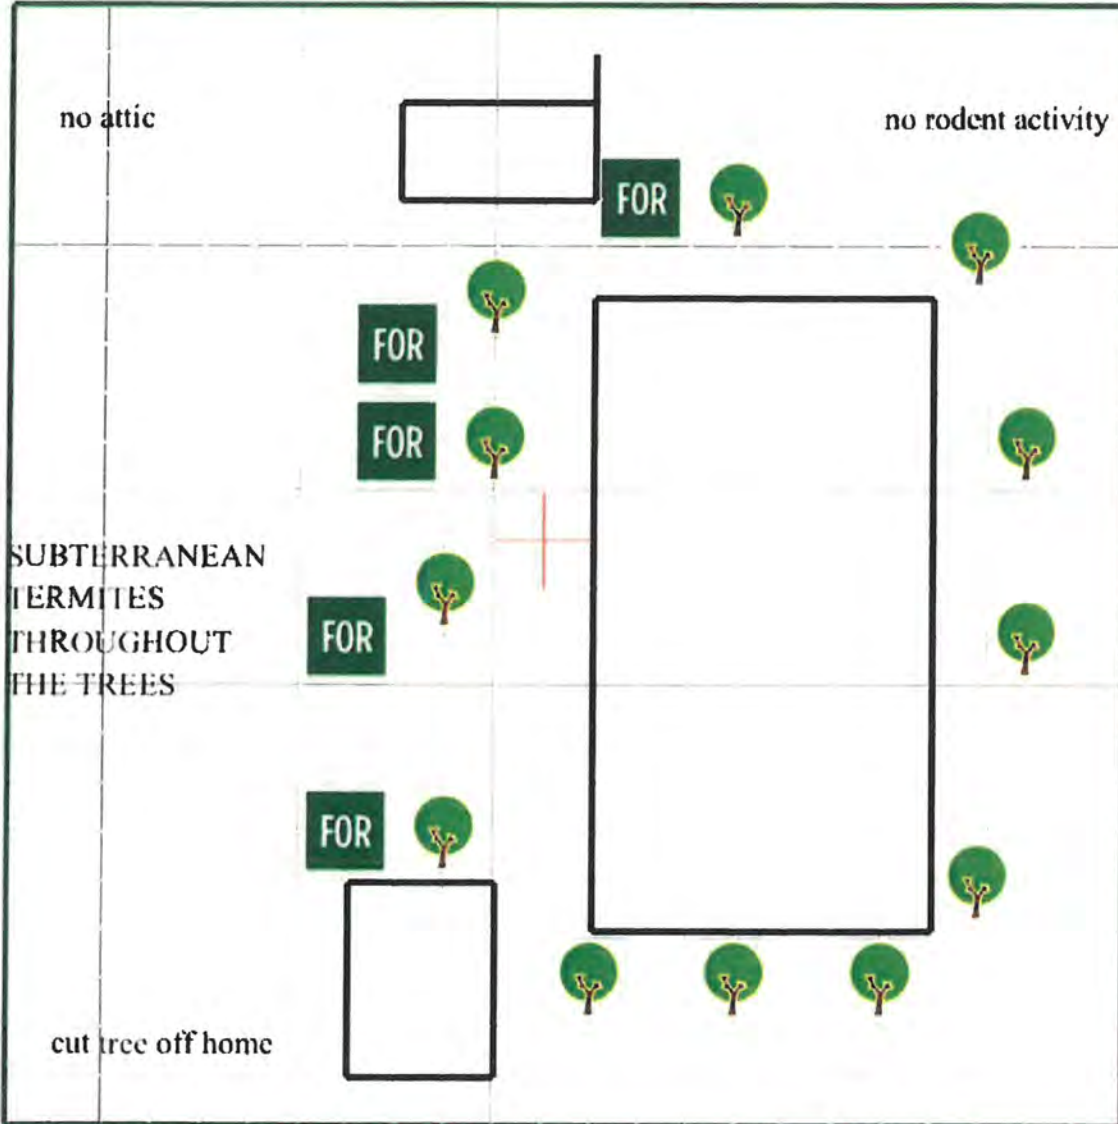 no attic
no rodent activity
FOR
FOR
FOR
SUBTERRANEAN
TERMITES
THROUGHOUT
THE TREES
FOR
FOR
cut tree off home